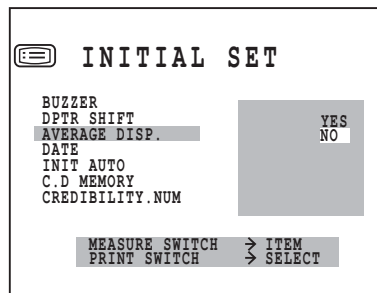 INITIAL SET
BUZZER
DPTR SHIFT
AVERAGE DISP.
DATE
INIT AUTO
C.D MEMORY
CREDIBILITY.NUM
YES
NO
MEASURE SWITCH → ITEM
PRINT SWITCH → SELECT